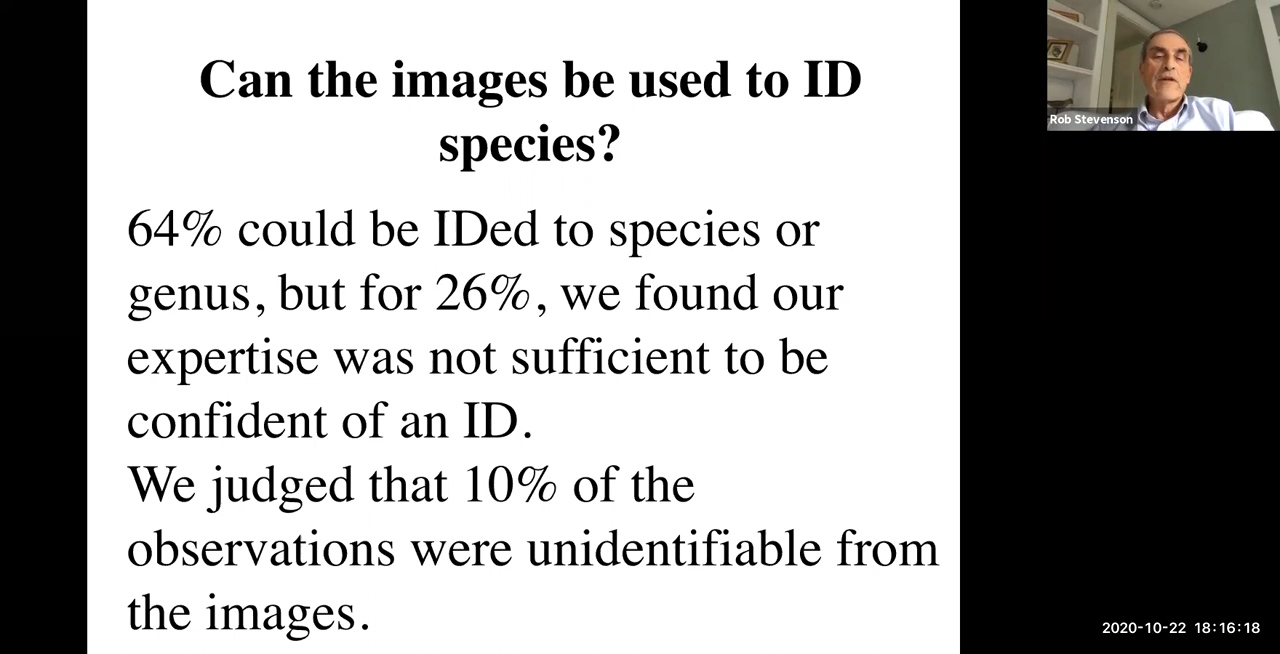 Can the images be used to ID
species?
64% could be IDed to species or
genus, but for 26%, we found our
expertise was not sufficient to be
confident of an ID.
We judged that 10% of the
observations were unidentifiable from
the images.
Rob Stevenson
2020-10-22 18:16:18